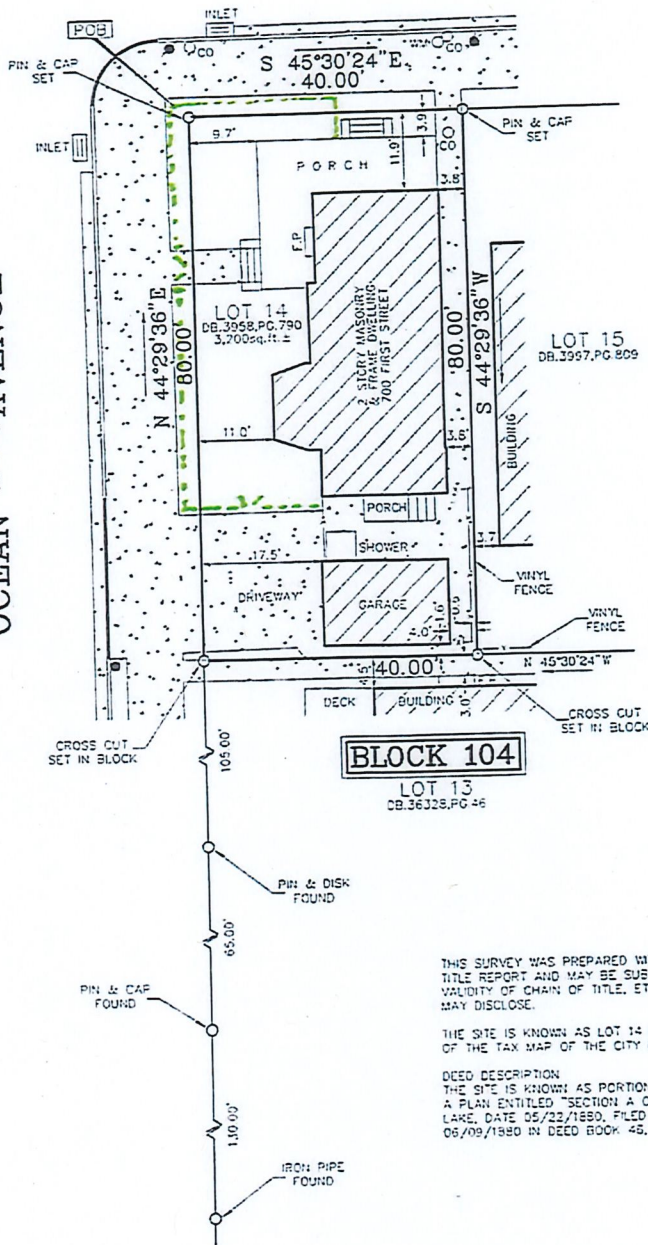 INLET
POB
CO
CO
PIN & CAP
SET
S 45°30'24"E
40.00'
PIN & CAP
SET
INLET
9.7'
3.9'
CO
11.9'
PORCH
3.8'
F.P.
N 44°29'36"E
80.00'
LOT 14
DB.3958,PG.790
3,200sq.ft.±
2 STORY MASONRY
& FRAME DWELLING
700 FIRST STREET
80.00'
S 44°29'36"W
LOT 15
DB.3997,PG.809
BUILDING
OCEAN AVENUE
11.0'
PORCH
SHOWER
3.7
17.5'
DRIVEWAY
GARAGE
4.0'
VINYL
FENCE
VINYL
FENCE
40.00'
N 45°30'24"W
DECK
BUILDING
3.0'
CROSS CUT
SET IN BLOCK
CROSS CUT
SET IN BLOCK
BLOCK 104
LOT 13
DB.3632S,PG.46
105.00'
PIN & DISK
FOUND
65.00'
PIN & CAP
FOUND
130.00'
IRON PIPE
FOUND
THIS SURVEY WAS PREPARED WI
TITLE REPORT AND MAY BE SUB
VALIDITY OF CHAIN OF TITLE, ET
MAY DISCLOSE.
THE SITE IS KNOWN AS LOT 14
OF THE TAX MAP OF THE CITY
DEED DESCRIPTION
THE SITE IS KNOWN AS PORTION
A PLAN ENTITLED "SECTION A O
LAKE, DATE 05/22/1880, FILED
06/09/1880 IN DEED BOOK 46,